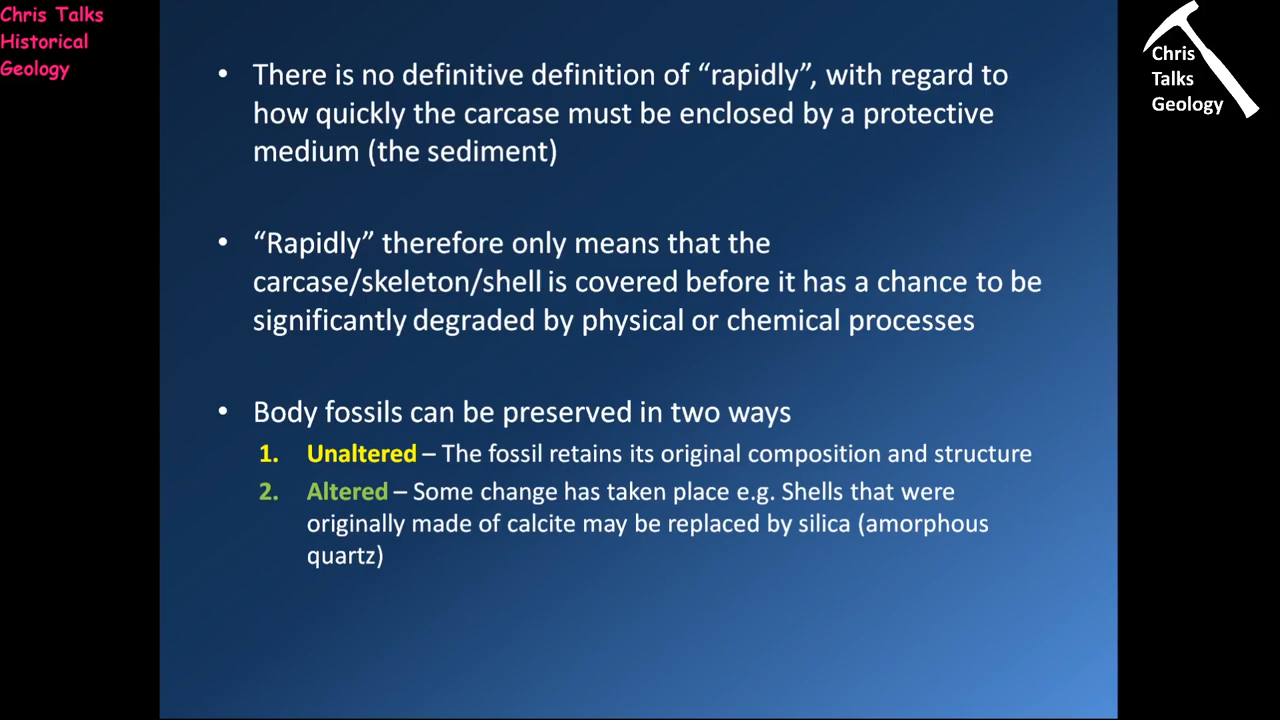 Chris Talks
Historical
Geology
Chris
Talks
Geology
• There is no definitive definition of “rapidly”, with regard to
how quickly the carcase must be enclosed by a protective
medium (the sediment)
• “Rapidly” therefore only means that the
carcase/skeleton/shell is covered before it has a chance to be
significantly degraded by physical or chemical processes
• Body fossils can be preserved in two ways
1. Unaltered – The fossil retains its original composition and structure
2. Altered – Some change has taken place e.g. Shells that were
originally made of calcite may be replaced by silica (amorphous
quartz)